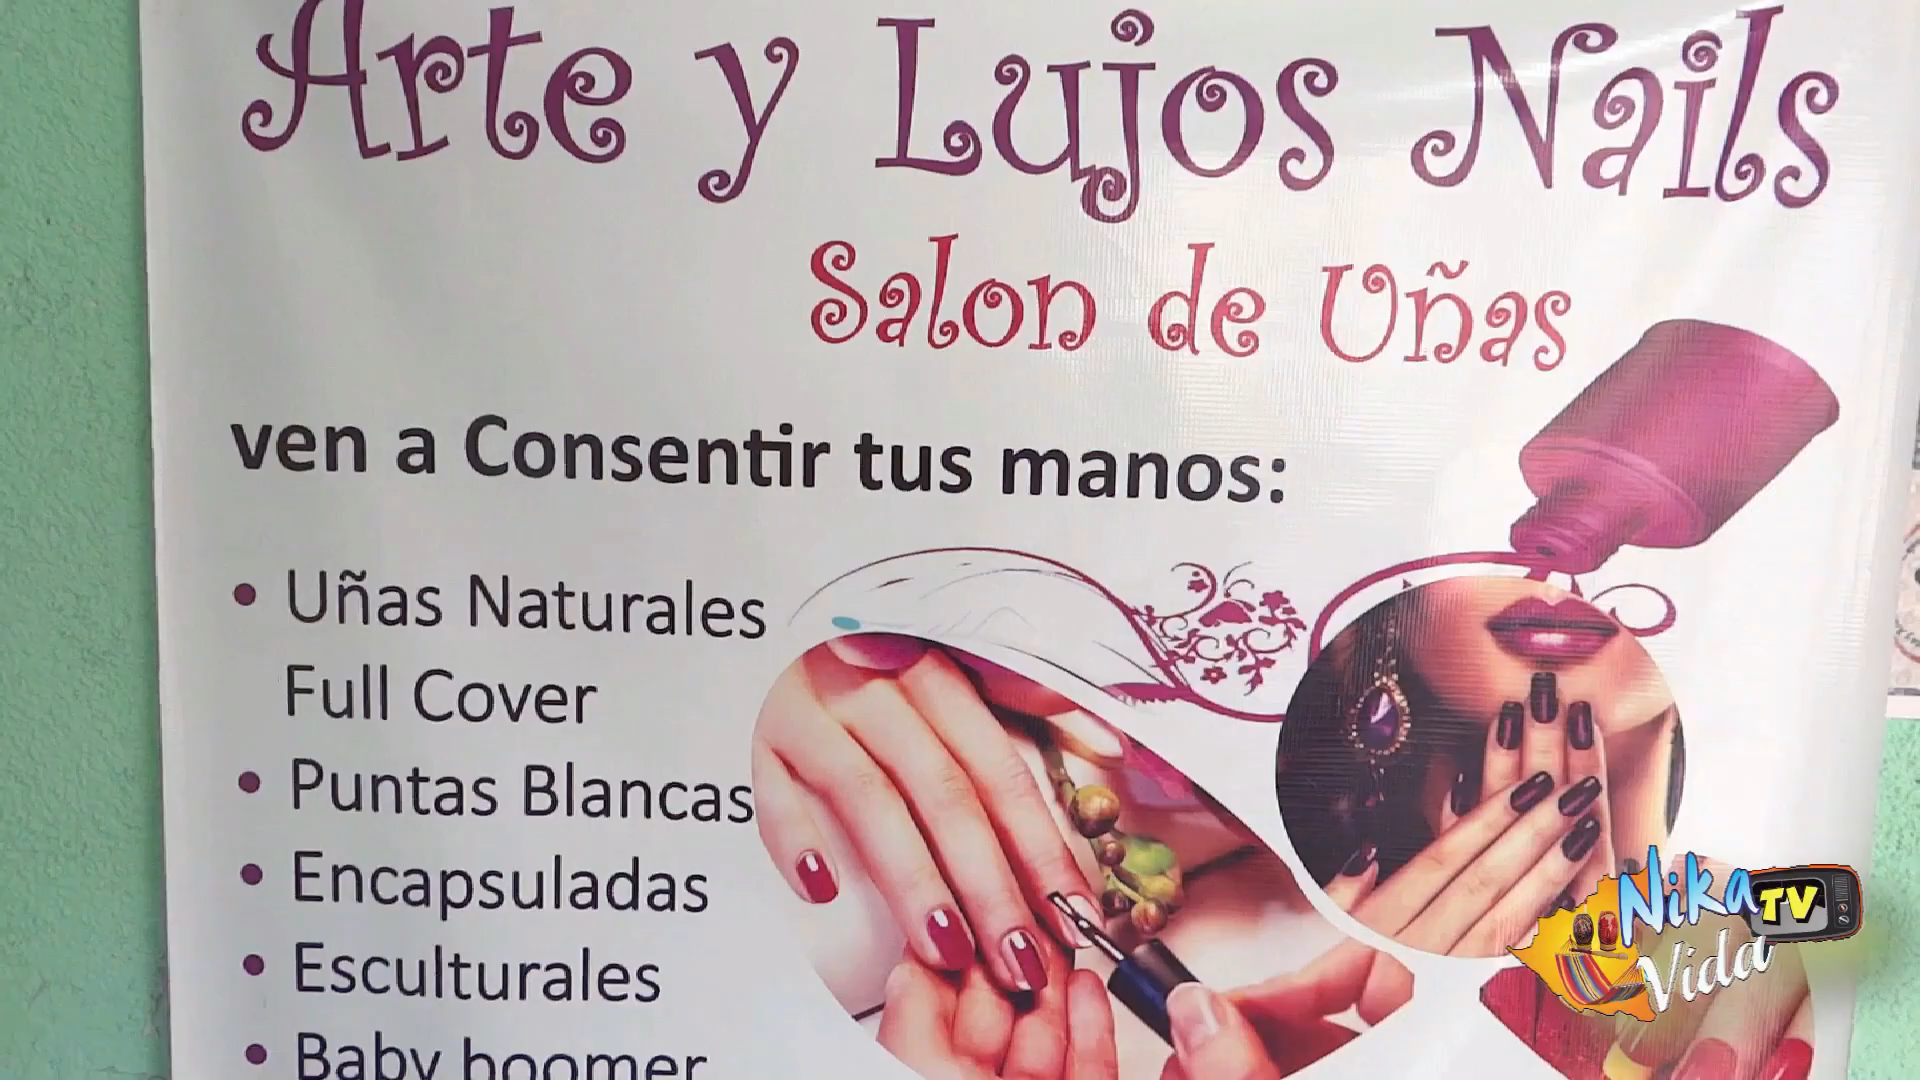 Arte y Lujos Nails
Salon de Uñas
ven a Consentir tus manos:
• Uñas Naturales
Full Cover
• Puntas Blancas
• Encapsuladas
• Esculturales
• Baby boomer
Nika TV
Vida